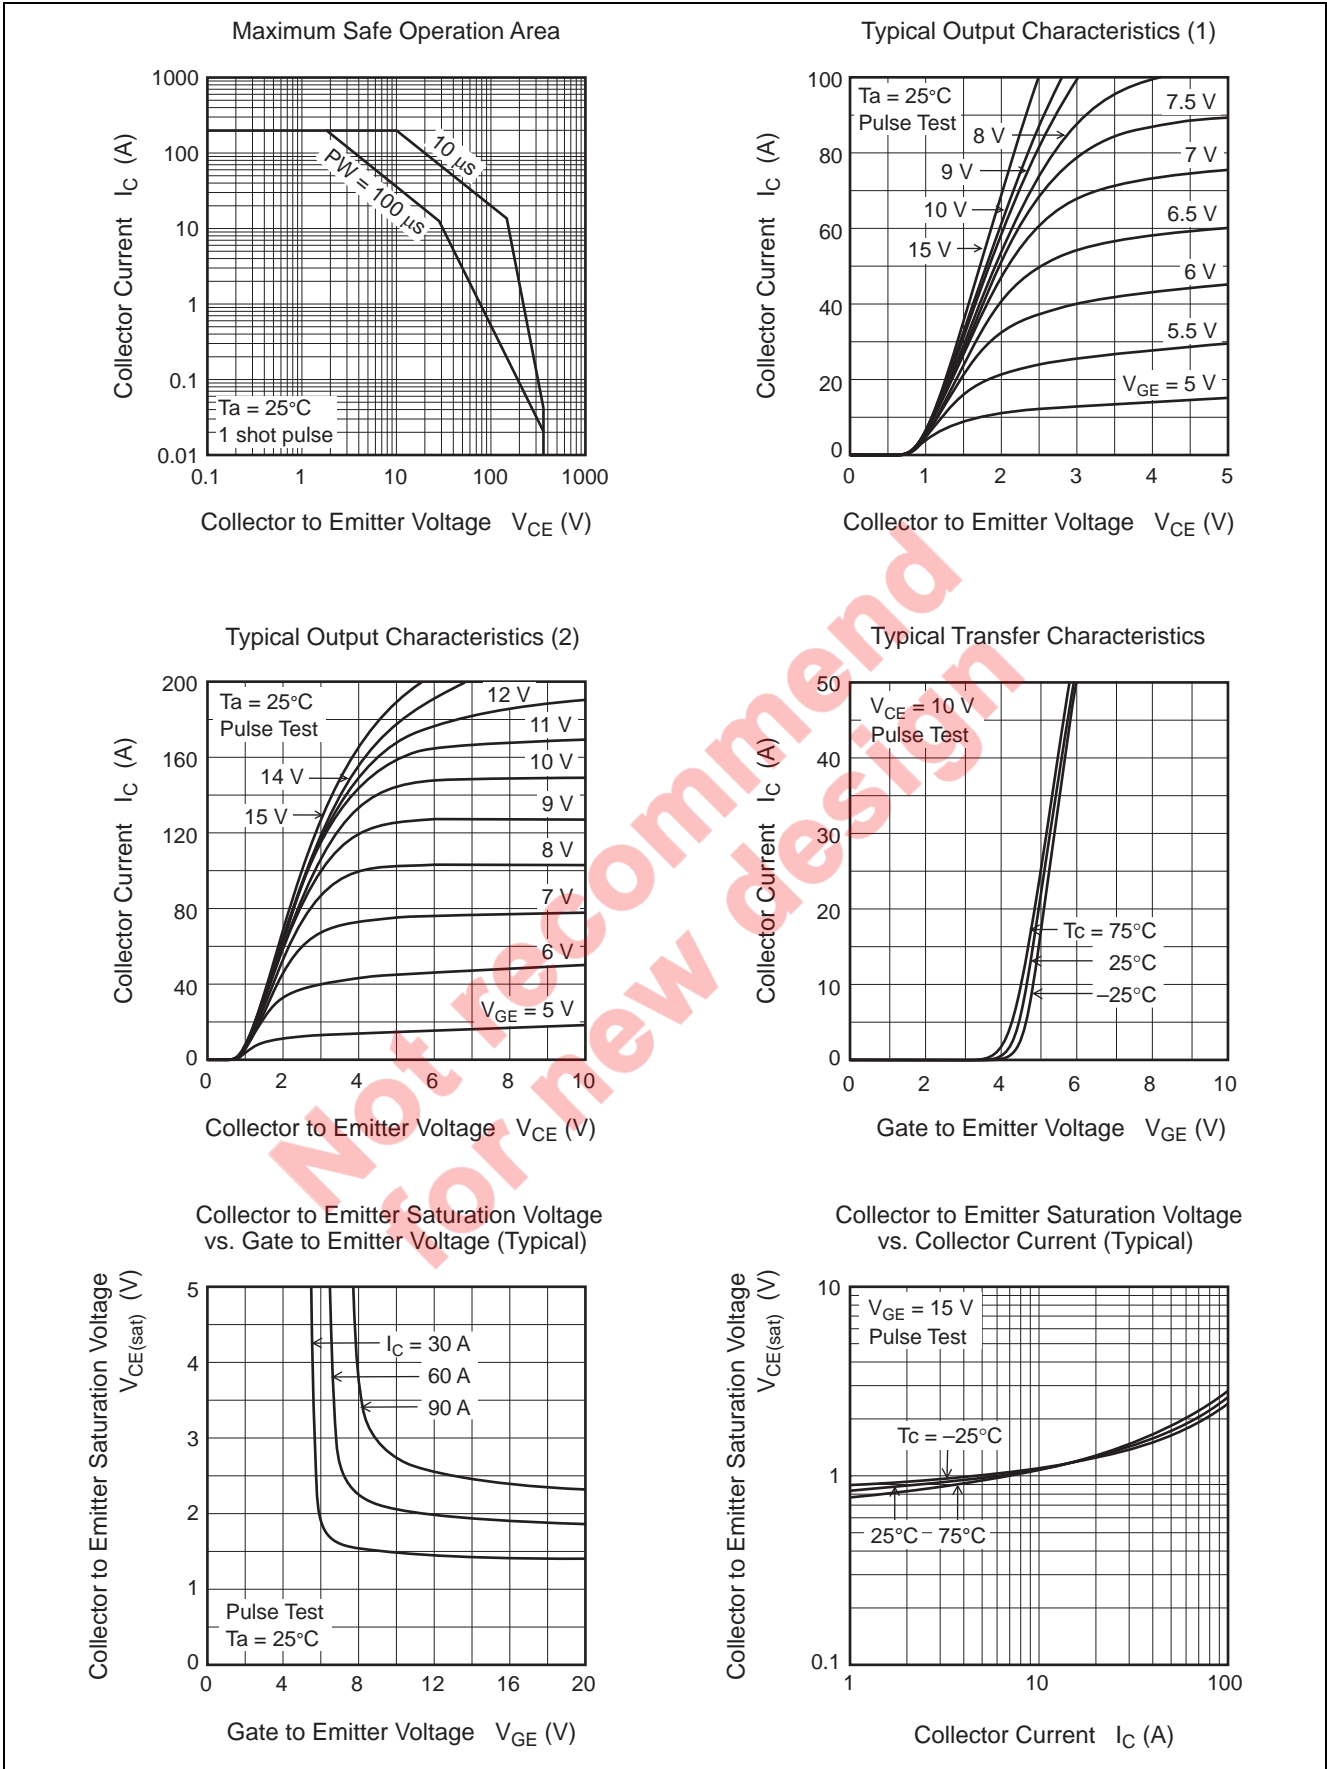 Maximum Safe Operation Area
Collector Current IC (A)
1000
100
10
1
0.1
0.01
10 μs
PW = 100 μs
Ta = 25°C
1 shot pulse
0.1
1
10
100
1000
Collector to Emitter Voltage VCE (V)
Typical Output Characteristics (1)
Collector Current IC (A)
100
80
60
40
20
0
Ta = 25°C
Pulse Test
8 V
9 V
10 V
15 V
7.5 V
7 V
6.5 V
6 V
5.5 V
VGE = 5 V
0
1
2
3
4
5
Collector to Emitter Voltage VCE (V)
Typical Output Characteristics (2)
Collector Current IC (A)
200
160
120
80
40
0
Ta = 25°C
Pulse Test
14 V
15 V
12 V
11 V
10 V
9 V
8 V
7 V
6 V
VGE = 5 V
0
2
4
6
8
10
Collector to Emitter Voltage VCE (V)
Typical Transfer Characteristics
Collector Current IC (A)
50
40
30
20
10
0
VCE = 10 V
Pulse Test
Tc = 75°C
25°C
–25°C
0
2
4
6
8
10
Gate to Emitter Voltage VGE (V)
Collector to Emitter Saturation Voltage
vs. Gate to Emitter Voltage (Typical)
Collector to Emitter Saturation Voltage
VCE(sat) (V)
5
4
3
2
1
0
IC = 30 A
60 A
90 A
Pulse Test
Ta = 25°C
0
4
8
12
16
20
Gate to Emitter Voltage VGE (V)
Collector to Emitter Saturation Voltage
vs. Collector Current (Typical)
Collector to Emitter Saturation Voltage
VCE(sat) (V)
10
1
0.1
VGE = 15 V
Pulse Test
Tc = –25°C
25°C
75°C
1
10
100
Collector Current IC (A)
Not recommend
for new design